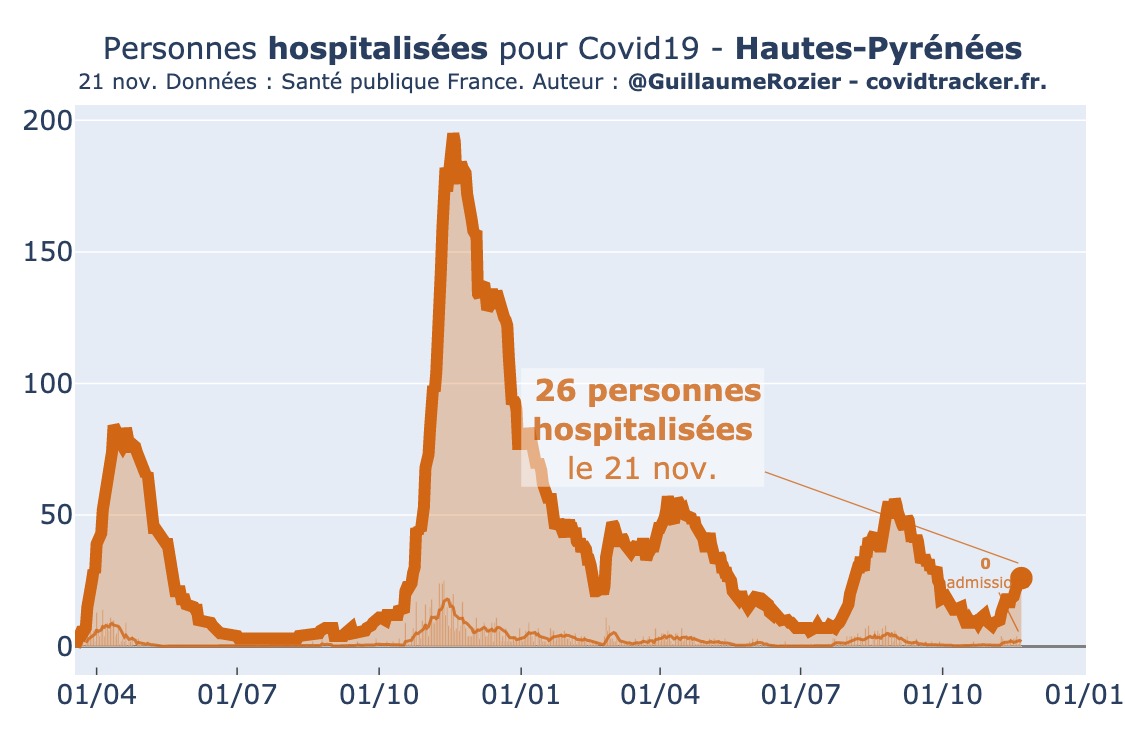 Personnes hospitalisées pour Covid19 - Hautes-Pyrénées
21 nov. Données : Santé publique France. Auteur : @GuillaumeRozier - covidtracker.fr.
200
150
100
50
0
26 personnes
hospitalisées
le 21 nov.
0
admissio
01/04
01/07
01/10
01/01
01/04
01/07
01/10
01/01